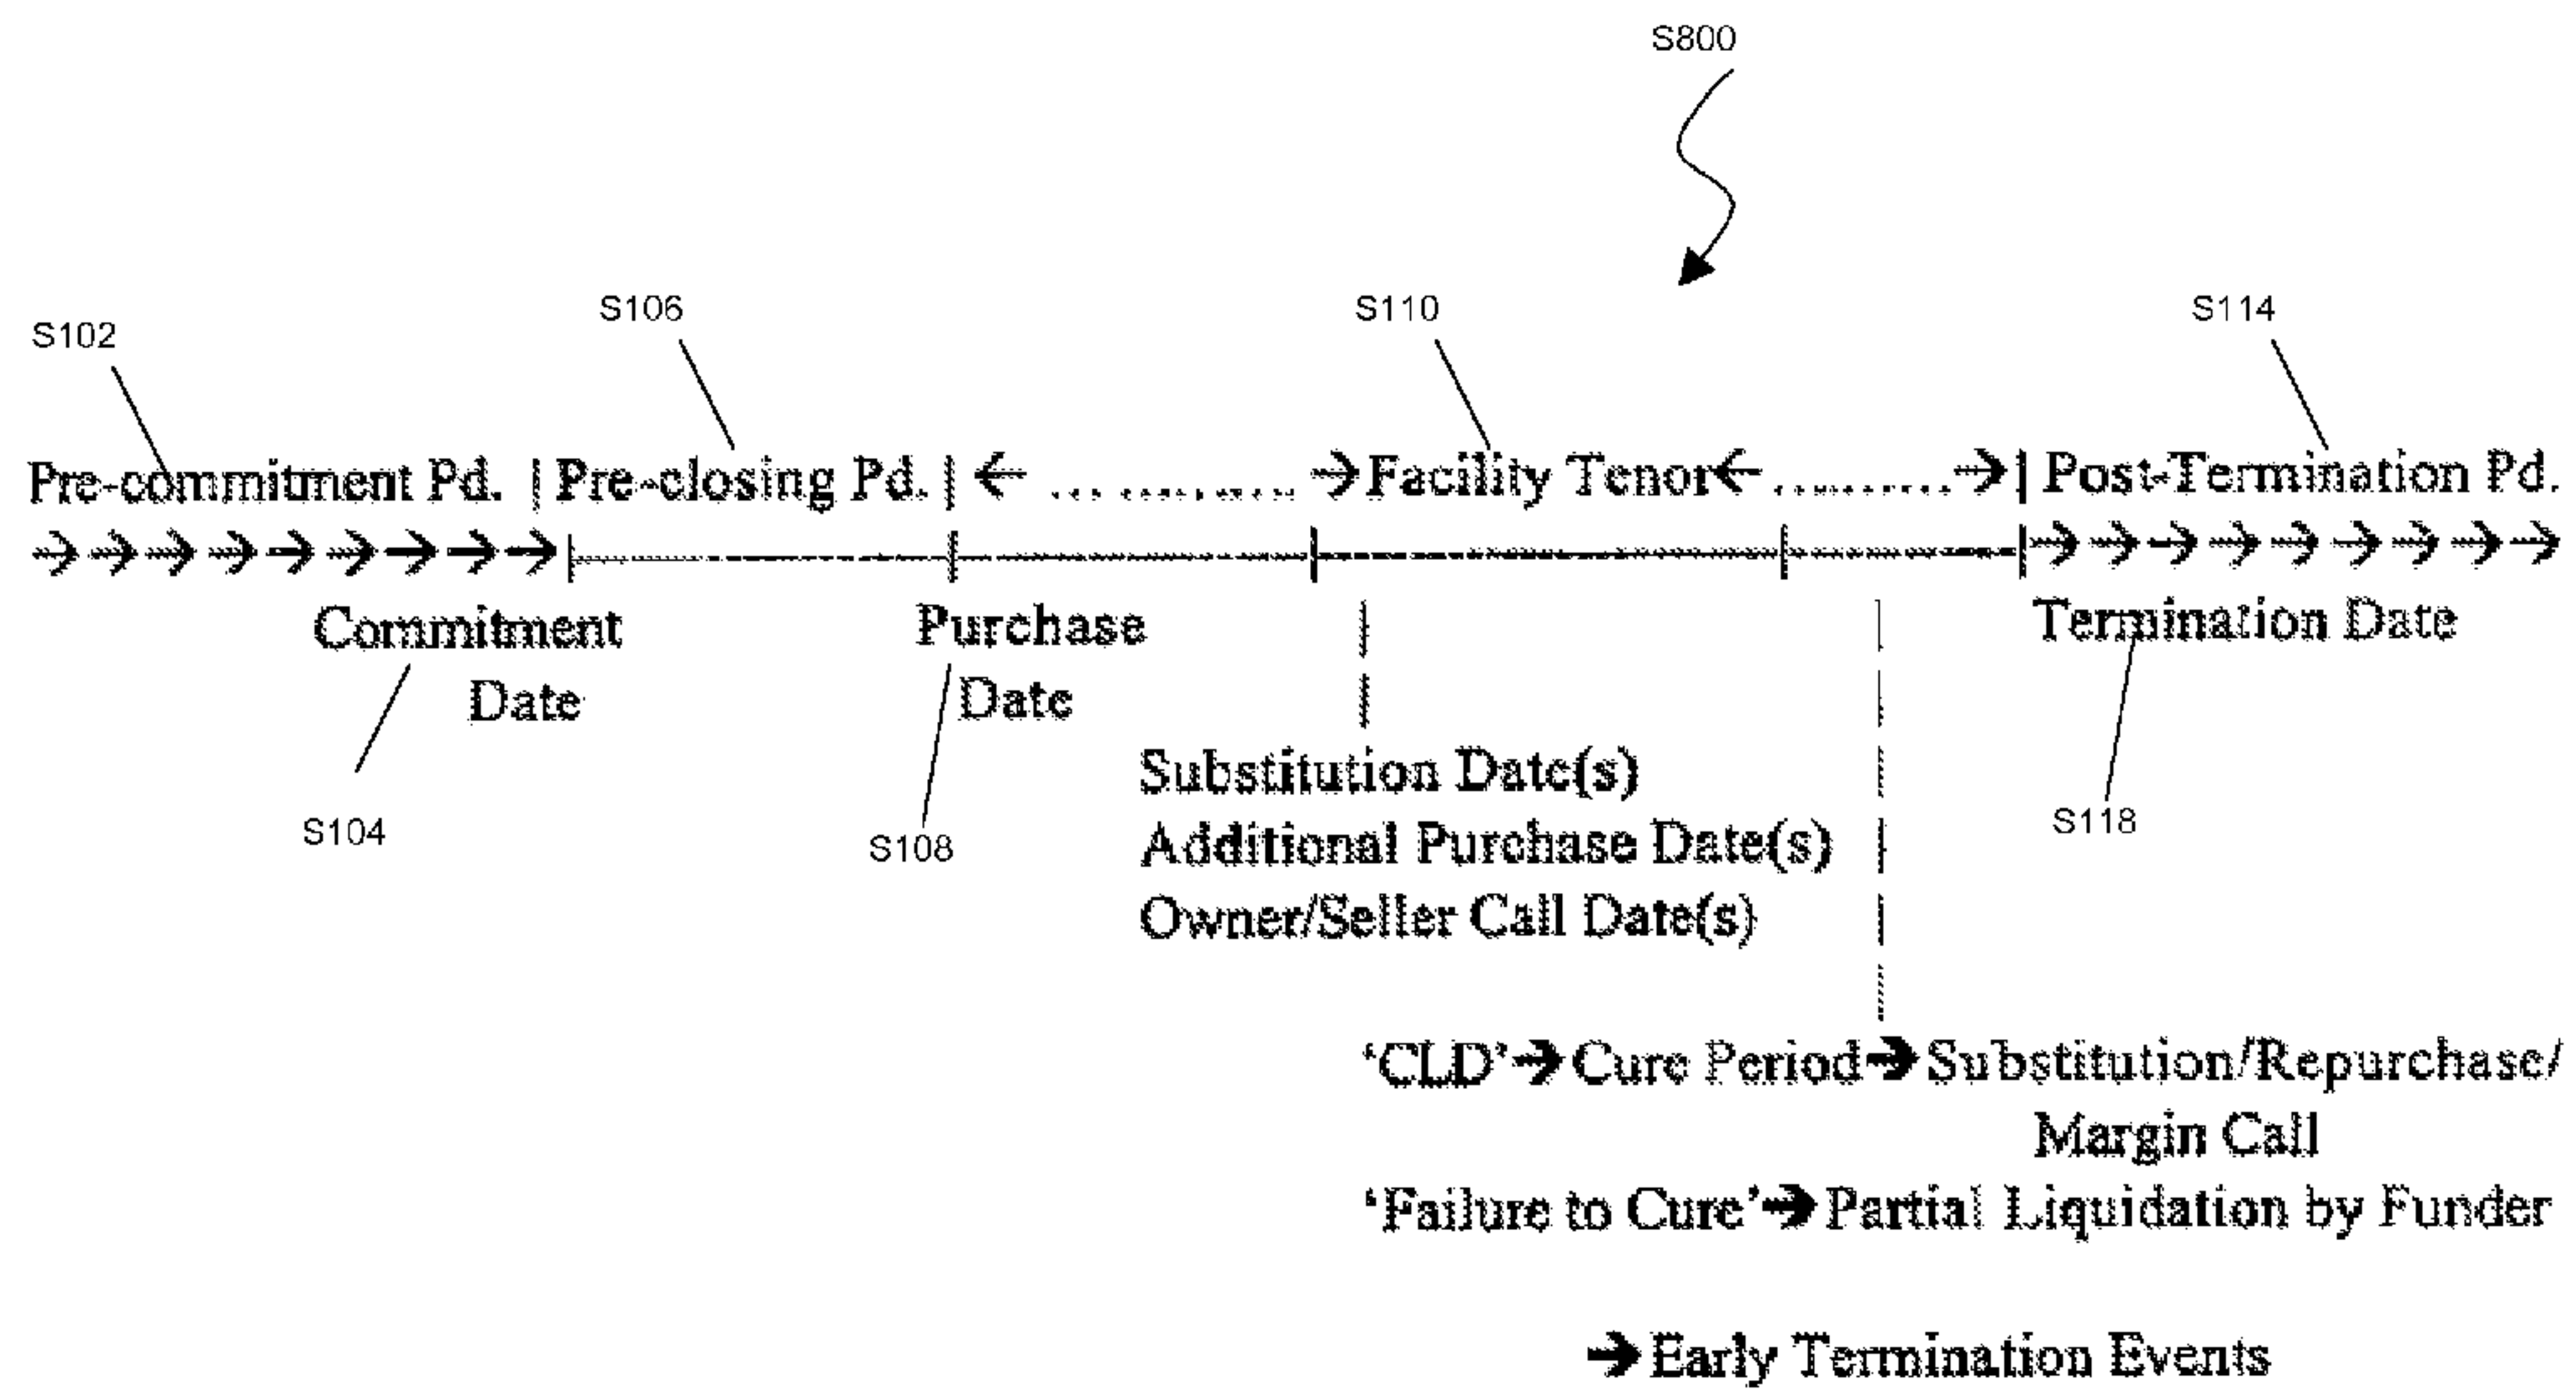 S800
S102
S106
S110
S114
Pre-commitment Pd. | Pre-closing Pd. | ← ................ →Facility Tenor← ............→| Post-Termination Pd.
Commitment
Date
Purchase
Date
Termination Date
S104
S108
S118
Substitution Date(s)
Additional Purchase Date(s)
Owner/Seller Call Date(s)
‘CLD’→Cure Period→Substitution/Repurchase/
Margin Call
‘Failure to Cure’→Partial Liquidation by Funder
→Early Termination Events